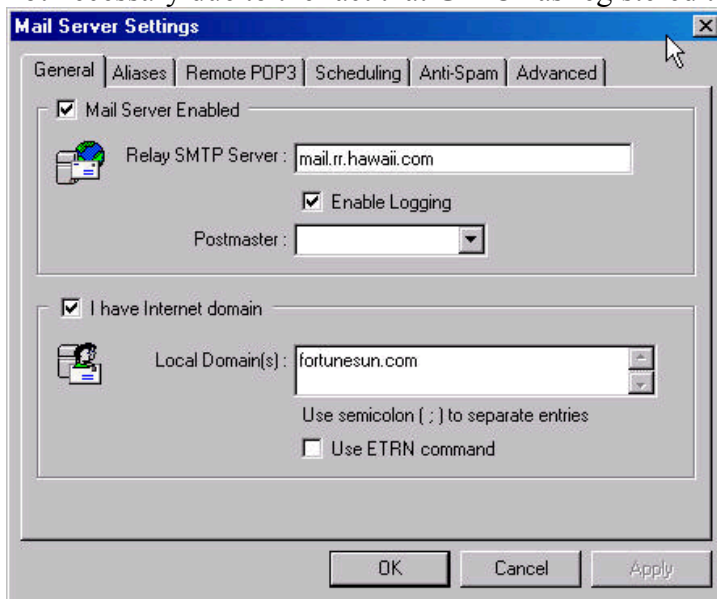 Mail Server Settings
General Aliases Remote POP3 Scheduling Anti-Spam Advanced
Mail Server Enabled
Relay SMTP Server : mail.rr.hawaii.com
Enable Logging
Postmaster :
I have Internet domain
Local Domain(s) : fortunesun.com
Use semicolon ( ; ) to separate entries
Use ETRN command
OK Cancel Apply